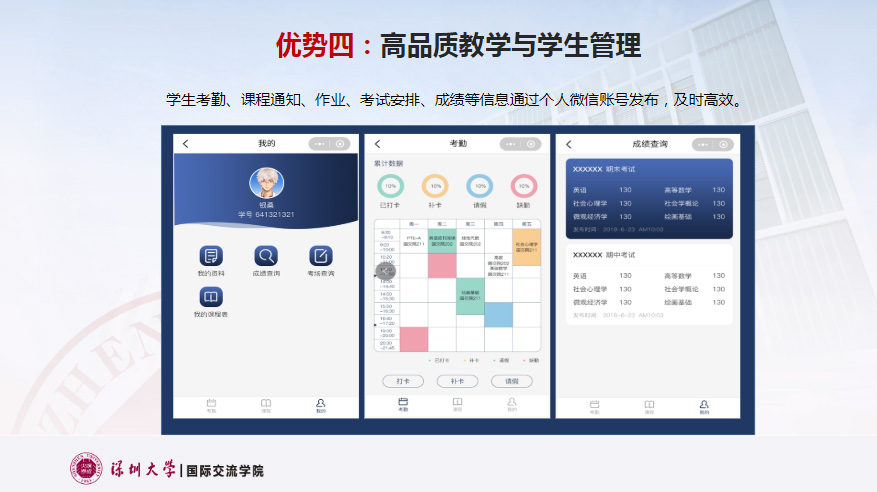 优势四：高品质教学与学生管理
学生考勤、课程通知、作业、考试安排、成绩等信息通过个人微信账号发布，及时高效。
我的
银桑
学号 641321321
我的资料
成绩查询
考场查询
我的课程表
考勤
课程
我的
考勤
累计数据
10%
10%
10%
10%
已打卡
补卡
请假
缺勤
周一
周二
周三
周四
周五
已打卡
补卡
请假
缺勤
打卡
补卡
请假
考勤
课程
我的
成绩查询
XXXXXX 期末考试
英语 130 高等数学 130
社会心理学 130 社会学概论 130
微观经济学 130 绘画基础 130
发布时间: 2018-6-23 AM10:03
XXXXXX 期中考试
英语 130 高等数学 130
社会心理学 130 社会学概论 130
微观经济学 130 绘画基础 130
发布时间: 2018-6-23 AM10:03
考勤
课程
我的
深圳大学 | 国际交流学院